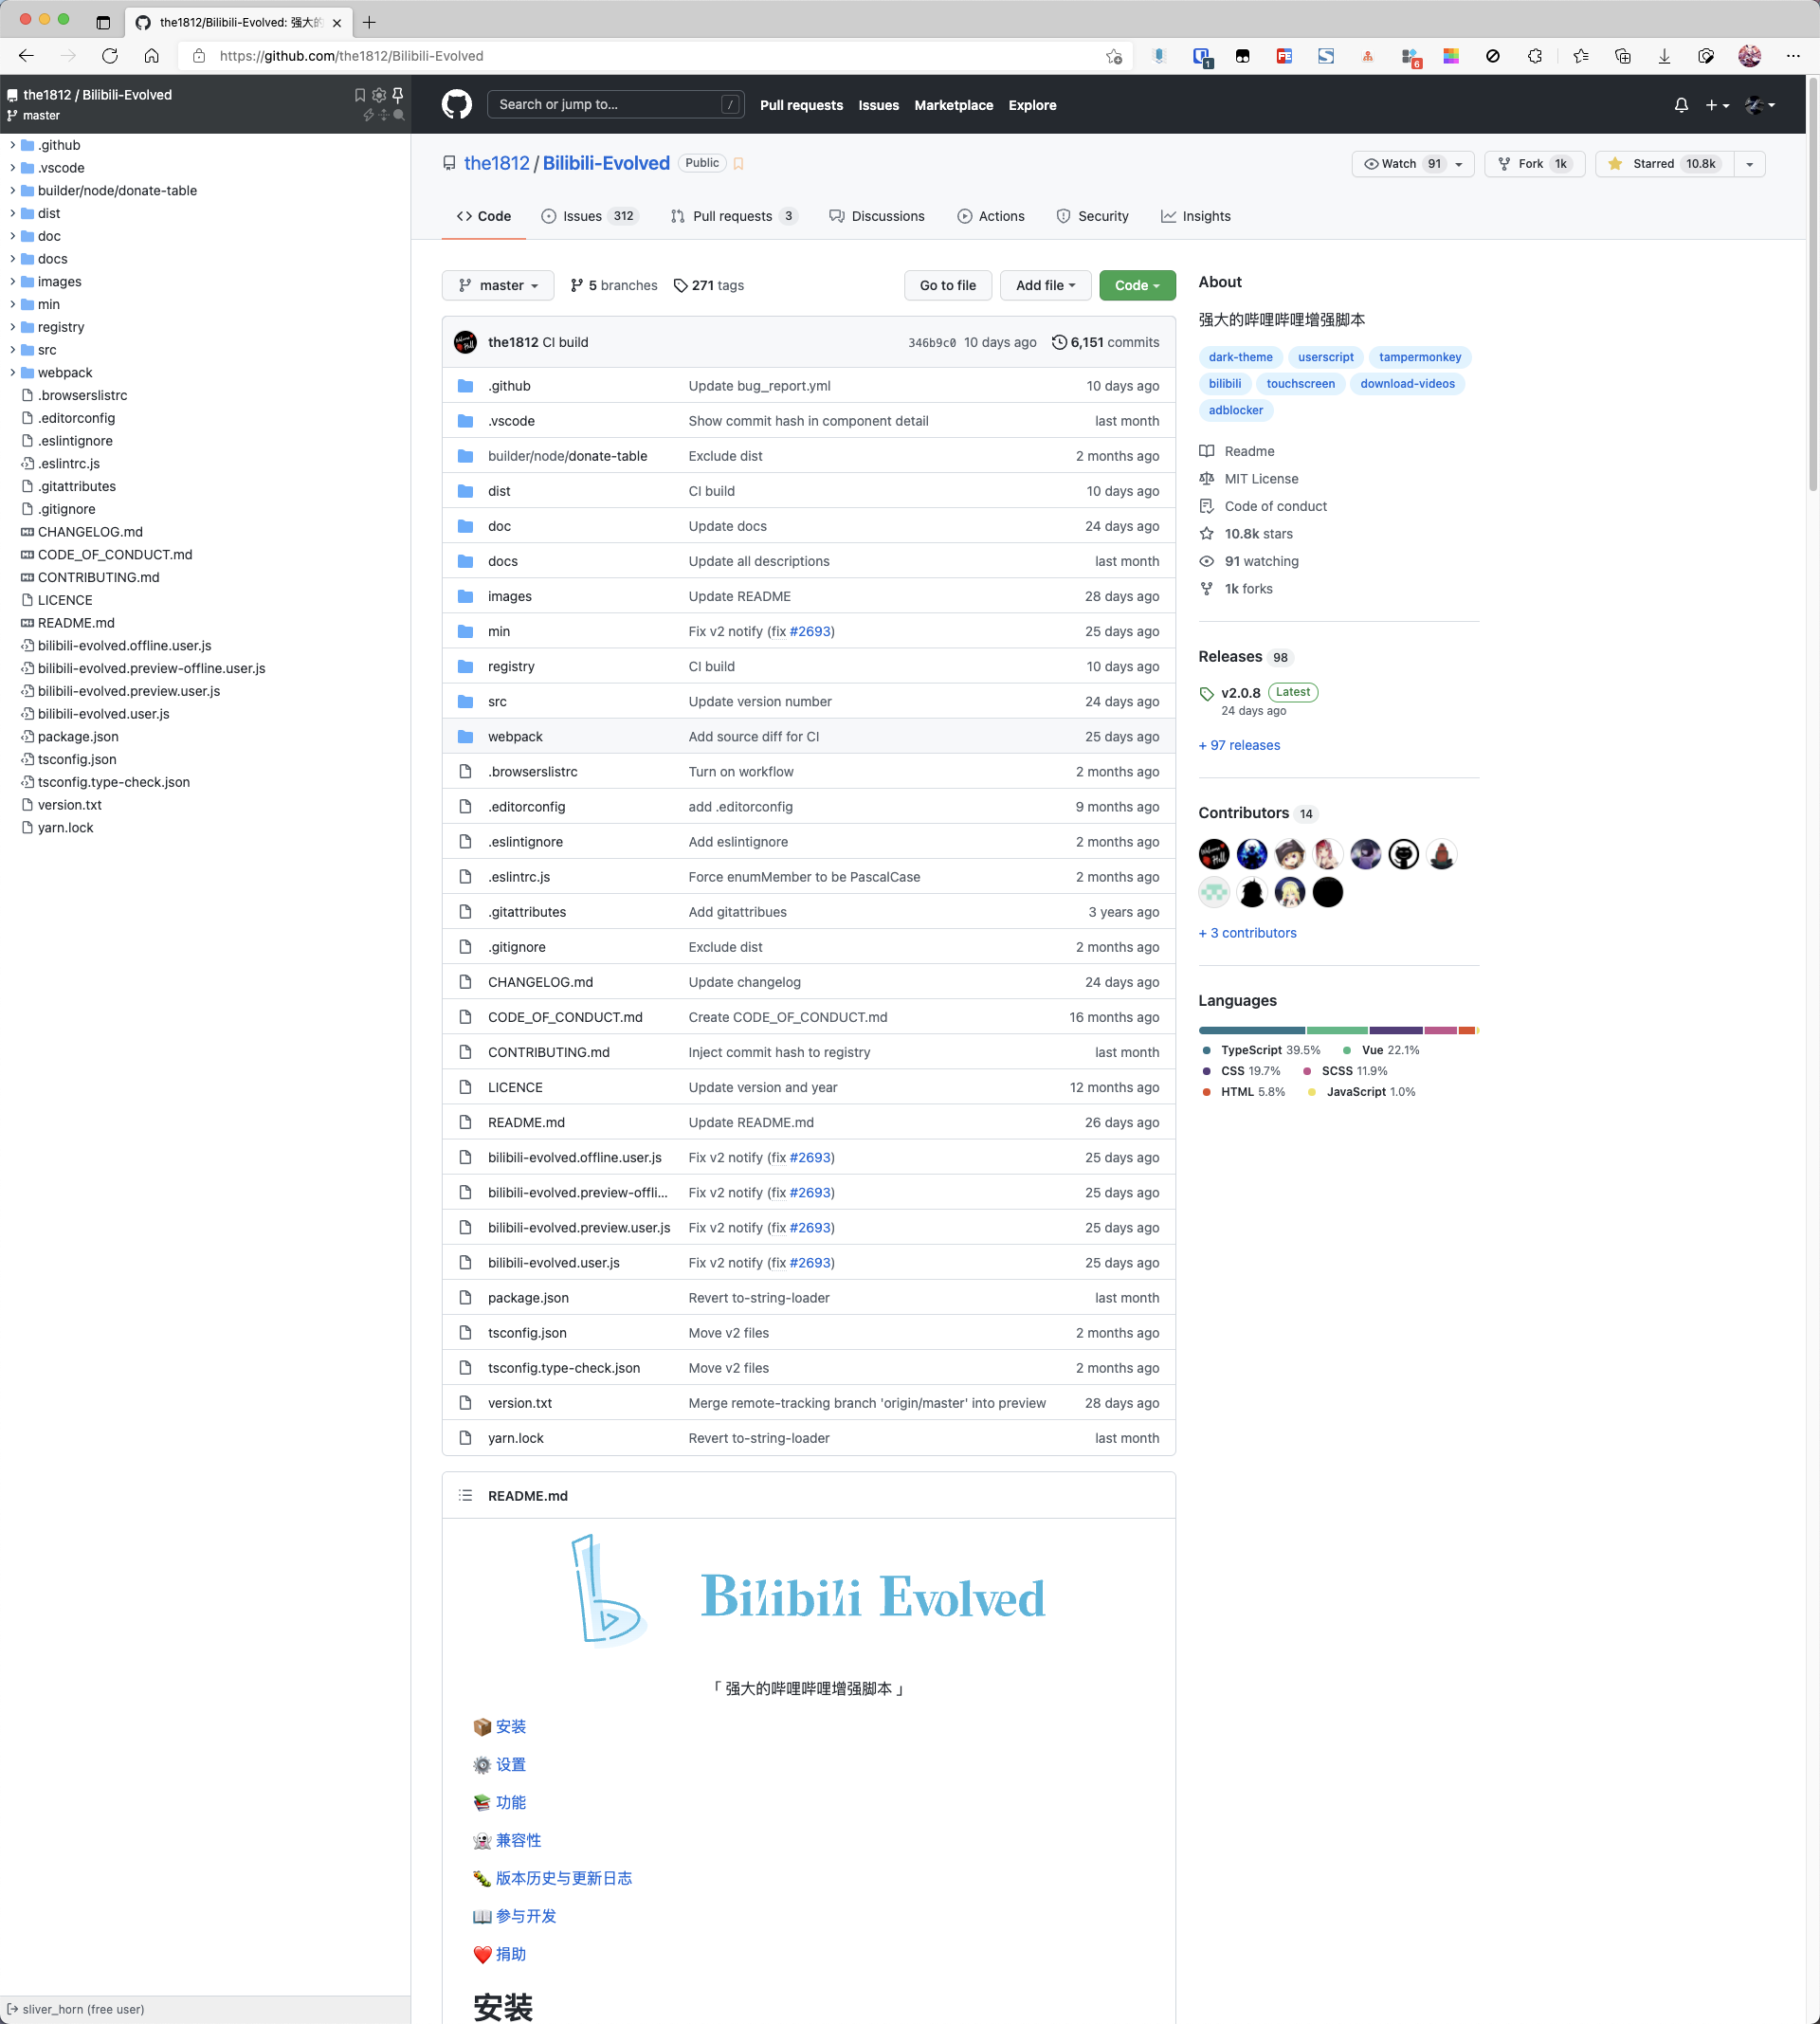 the1812/Bilibili-Evolved: 强大的
https://github.com/the1812/Bilibili-Evolved
1
6
the1812 / Bilibili-Evolved
master
.github
.vscode
builder/node/donate-table
dist
doc
docs
images
min
registry
src
webpack
.browserslistrc
.editorconfig
.eslintignore
.eslintrc.js
.gitattributes
.gitignore
CHANGELOG.md
CODE_OF_CONDUCT.md
CONTRIBUTING.md
LICENCE
README.md
bilibili-evolved.offline.user.js
bilibili-evolved.preview-offline.user.js
bilibili-evolved.preview.user.js
bilibili-evolved.user.js
package.json
tsconfig.json
tsconfig.type-check.json
version.txt
yarn.lock
sliver_horn (free user)
Search or jump to... /
Pull requests Issues Marketplace Explore
the1812 / Bilibili-Evolved Public
Watch 91 Fork 1k Starred 10.8k
Code Issues 312 Pull requests 3 Discussions Actions Security Insights
master 5 branches 271 tags Go to file Add file Code
the1812 CI build 346b9c0 10 days ago 6,151 commits
.github Update bug_report.yml 10 days ago
.vscode Show commit hash in component detail last month
builder/node/donate-table Exclude dist 2 months ago
dist CI build 10 days ago
doc Update docs 24 days ago
docs Update all descriptions last month
images Update README 28 days ago
min Fix v2 notify (fix #2693) 25 days ago
registry CI build 10 days ago
src Update version number 24 days ago
webpack Add source diff for CI 25 days ago
.browserslistrc Turn on workflow 2 months ago
.editorconfig add .editorconfig 9 months ago
.eslintignore Add eslintignore 2 months ago
.eslintrc.js Force enumMember to be PascalCase 2 months ago
.gitattributes Add gitattribues 3 years ago
.gitignore Exclude dist 2 months ago
CHANGELOG.md Update changelog 24 days ago
CODE_OF_CONDUCT.md Create CODE_OF_CONDUCT.md 16 months ago
CONTRIBUTING.md Inject commit hash to registry last month
LICENCE Update version and year 12 months ago
README.md Update README.md 26 days ago
bilibili-evolved.offline.user.js Fix v2 notify (fix #2693) 25 days ago
bilibili-evolved.preview-offli... Fix v2 notify (fix #2693) 25 days ago
bilibili-evolved.preview.user.js Fix v2 notify (fix #2693) 25 days ago
bilibili-evolved.user.js Fix v2 notify (fix #2693) 25 days ago
package.json Revert to-string-loader last month
tsconfig.json Move v2 files 2 months ago
tsconfig.type-check.json Move v2 files 2 months ago
version.txt Merge remote-tracking branch 'origin/master' into preview 28 days ago
yarn.lock Revert to-string-loader last month
README.md
Bilibili Evolved
「 强大的哔哩哔哩增强脚本 」
📦 安装
⚙️ 设置
📚 功能
👻 兼容性
🐛 版本历史与更新日志
📖 参与开发
❤️ 捐助
安装
About
强大的哔哩哔哩增强脚本
dark-theme userscript tampermonkey
bilibili touchscreen download-videos
adblocker
Readme
MIT License
Code of conduct
10.8k stars
91 watching
1k forks
Releases 98
v2.0.8 Latest
24 days ago
+ 97 releases
Contributors 14
+ 3 contributors
Languages
TypeScript 39.5% Vue 22.1%
CSS 19.7% SCSS 11.9%
HTML 5.8% JavaScript 1.0%